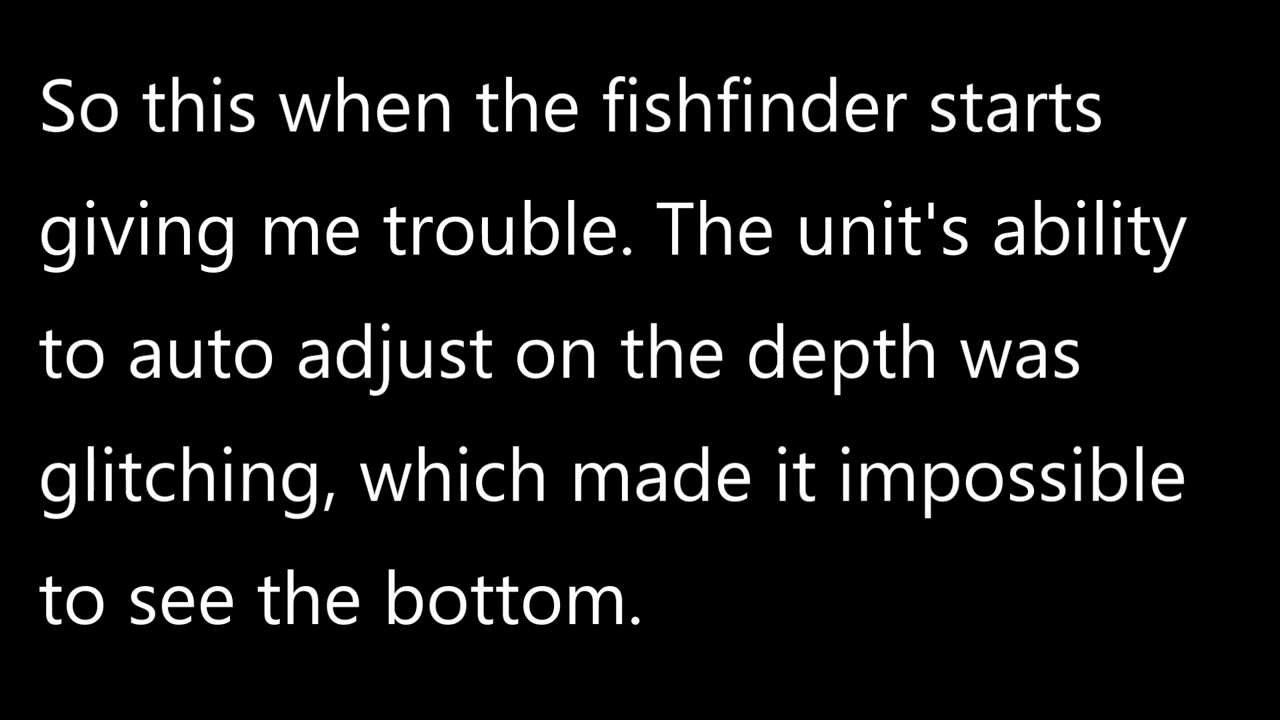 So this when the fishfinder starts
giving me trouble. The unit's ability
to auto adjust on the depth was
glitching, which made it impossible
to see the bottom.